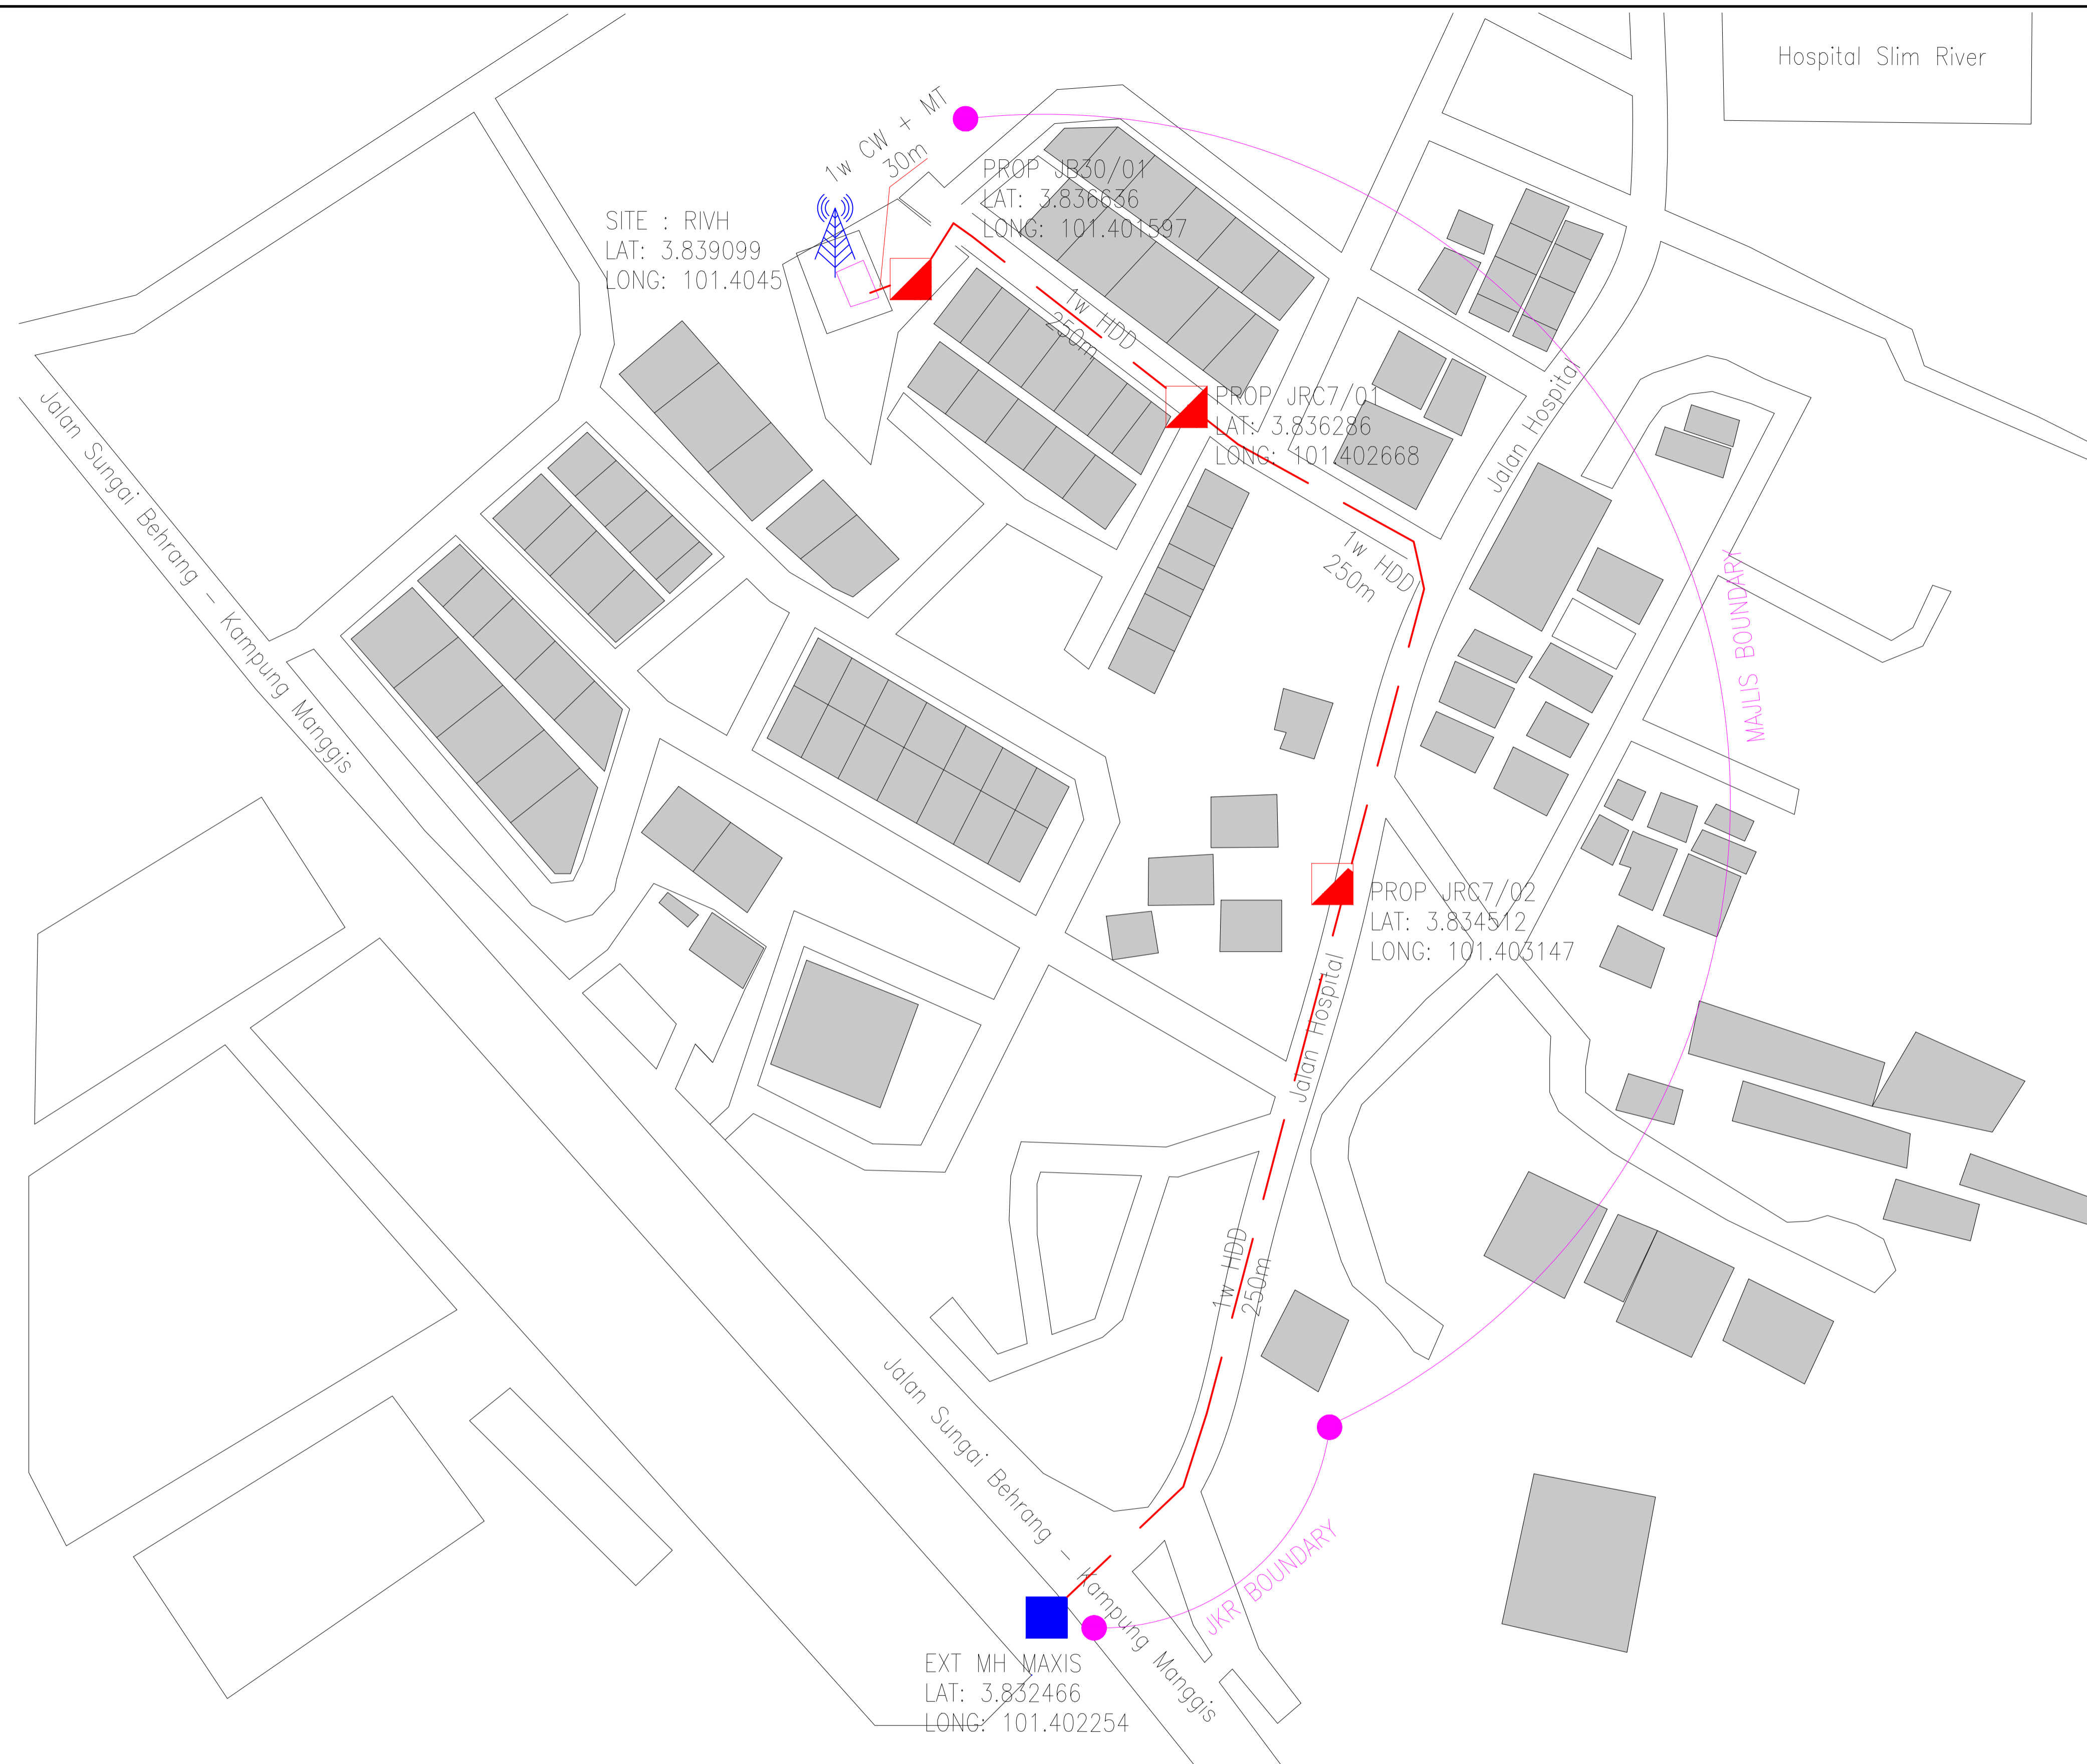 Hospital Slim River
1w CW + MT
30m
PROP JB30/01
LAT: 3.836636
LONG: 101.401597
SITE : RIVH
LAT: 3.839099
LONG: 101.4045
1w HDD
250m
PROP JRC7/01
LAT: 3.836286
LONG: 101.402668
Jalan Hospital
Jalan Sungai Behrang - Kampung Manggis
1w HDD
250m
MAJLIS BOUNDARY
PROP JRC7/02
LAT: 3.834512
LONG: 101.403147
Jalan Hospital
1w HDD
250m
Jalan Sungai Behrang - Kampung Manggis
JKR BOUNDARY
EXT MH MAXIS
LAT: 3.832466
LONG: 101.402254